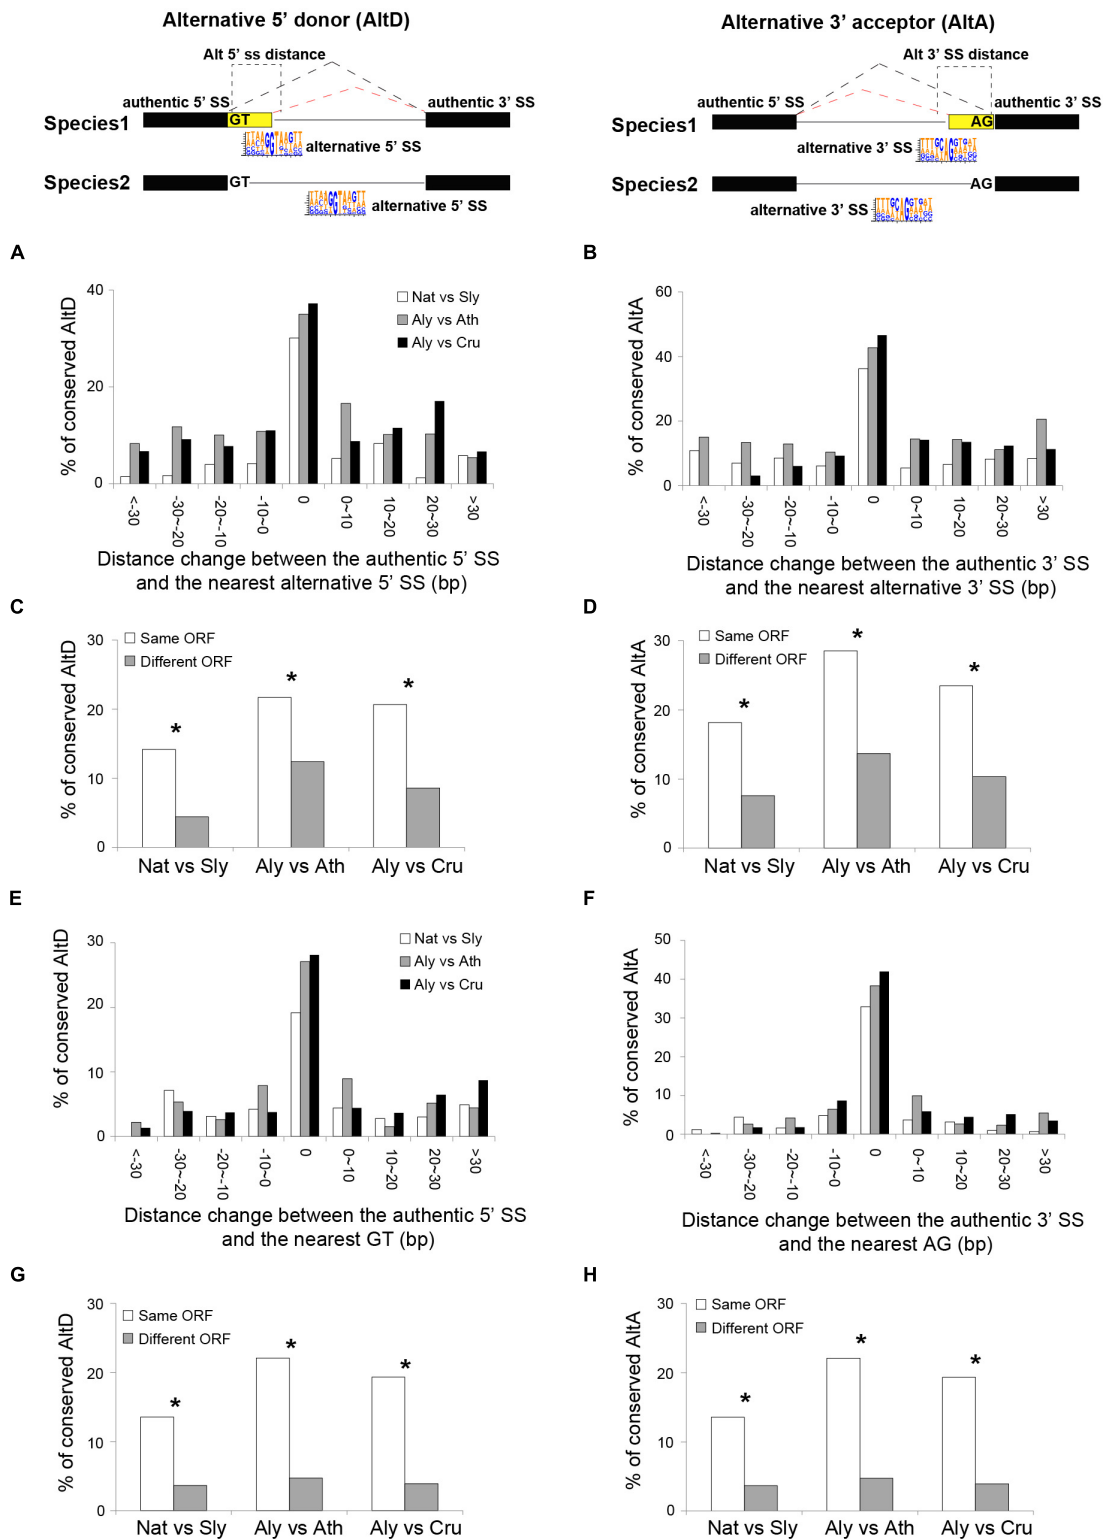 Alternative 5' donor (AltD)
Alt 5' ss distance
authentic 5' SS
authentic 3' SS
Species1
GT
alternative 5' SS
Species2
GT
alternative 5' SS
Alternative 3' acceptor (AltA)
Alt 3' SS distance
authentic 5' SS
authentic 3' SS
Species1
AG
alternative 3' SS
Species2
AG
alternative 3' SS
A
% of conserved AltD
40
20
0
Nat vs Sly
Aly vs Ath
Aly vs Cru
<-30
-30~-20
-20~-10
-10~0
0
0~10
10~20
20~30
>30
Distance change between the authentic 5' SS
and the nearest alternative 5' SS (bp)
B
% of conserved AltA
60
40
20
0
<-30
-30~-20
-20~-10
-10~0
0
0~10
10~20
20~30
>30
Distance change between the authentic 3' SS
and the nearest alternative 3' SS (bp)
C
% of conserved AltD
30
20
10
0
Same ORF
Different ORF
*
*
*
Nat vs Sly
Aly vs Ath
Aly vs Cru
D
% of conserved AltA
30
20
10
0
Same ORF
Different ORF
*
*
*
Nat vs Sly
Aly vs Ath
Aly vs Cru
E
% of conserved AltD
30
20
10
0
Nat vs Sly
Aly vs Ath
Aly vs Cru
<-30
-30~-20
-20~-10
-10~0
0
0~10
10~20
20~30
>30
Distance change between the authentic 5' SS
and the nearest GT (bp)
F
% of conserved AltA
50
40
30
20
10
0
<-30
-30~-20
-20~-10
-10~0
0
0~10
10~20
20~30
>30
Distance change between the authentic 3' SS
and the nearest AG (bp)
G
% of conserved AltD
30
20
10
0
Same ORF
Different ORF
*
*
*
Nat vs Sly
Aly vs Ath
Aly vs Cru
H
% of conserved AltA
30
20
10
0
Same ORF
Different ORF
*
*
*
Nat vs Sly
Aly vs Ath
Aly vs Cru